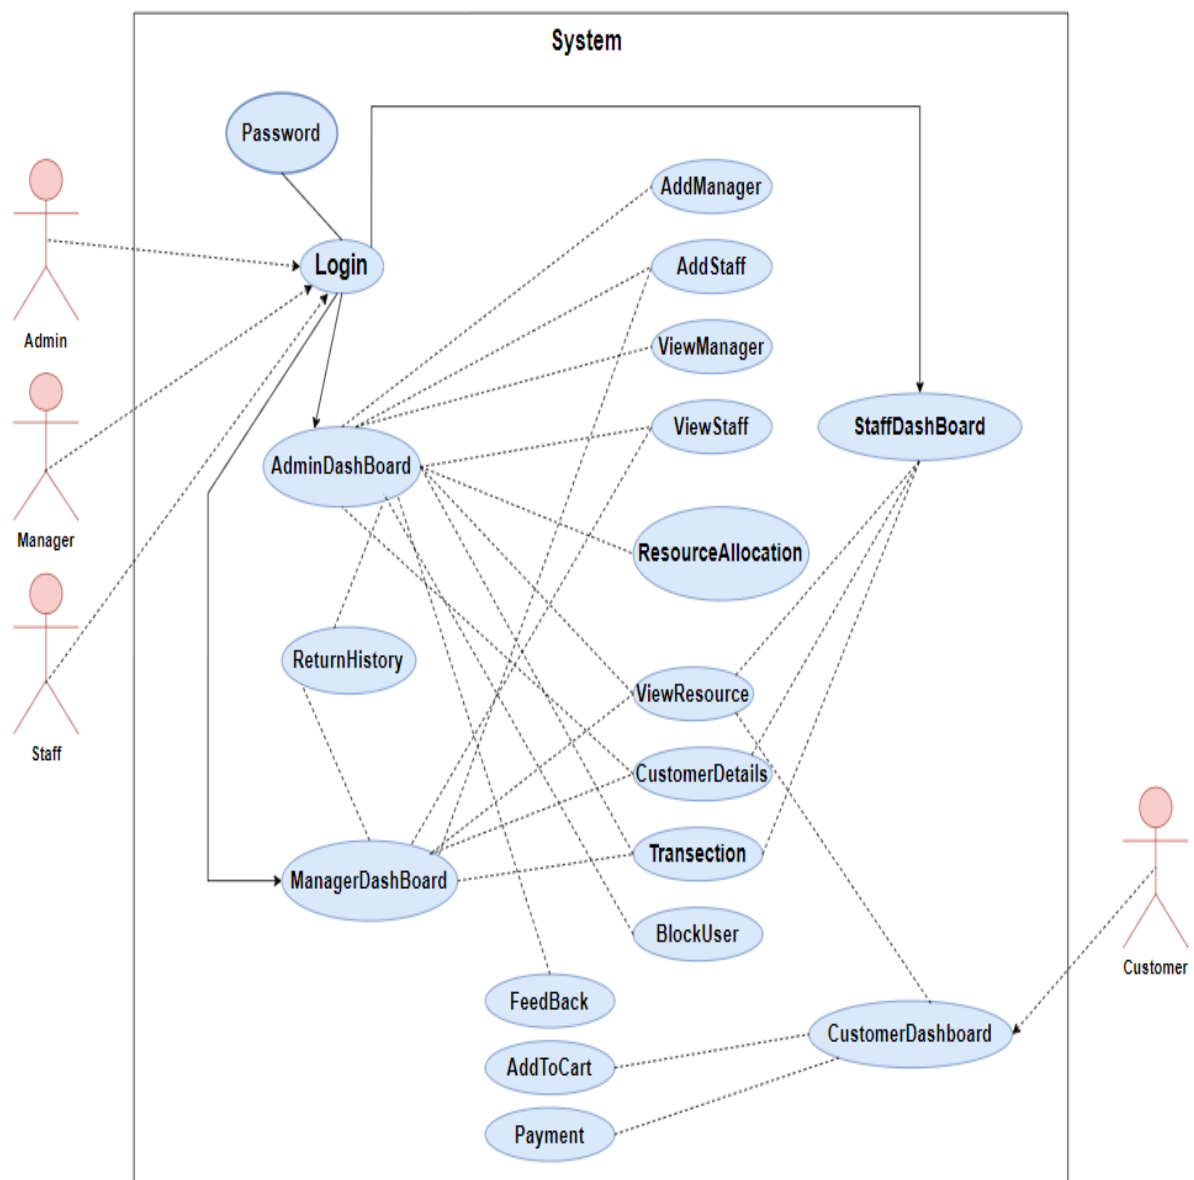 System
Password
AddManager
Login
AddStaff
Admin
ViewManager
ViewStaff
StaffDashBoard
AdminDashBoard
Manager
ResourceAllocation
ReturnHistory
ViewResource
Staff
CustomerDetails
Transection
ManagerDashBoard
BlockUser
Customer
FeedBack
CustomerDashboard
AddToCart
Payment